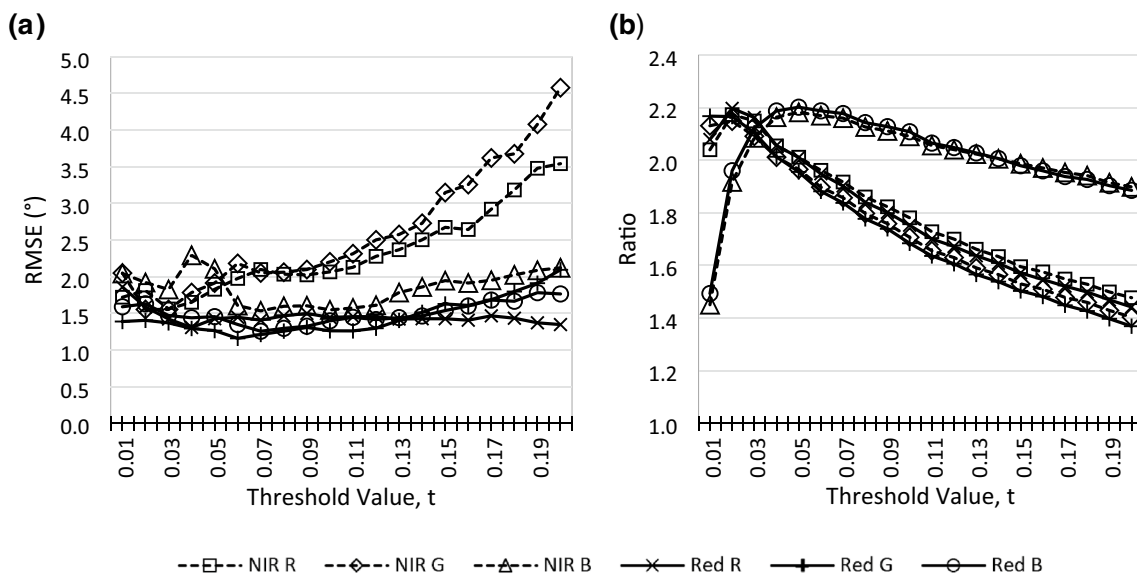 (a)
5.0
4.5
4.0
3.5
3.0
2.5
2.0
1.5
1.0
0.5
0.0
RMSE (°)
0.01 0.03 0.05 0.07 0.09 0.11 0.13 0.15 0.17 0.19
Threshold Value, t
(b)
2.4
2.2
2.0
1.8
1.6
1.4
1.2
1.0
Ratio
0.01 0.03 0.05 0.07 0.09 0.11 0.13 0.15 0.17 0.19
Threshold Value, t
NIR R NIR G NIR B Red R Red G Red B